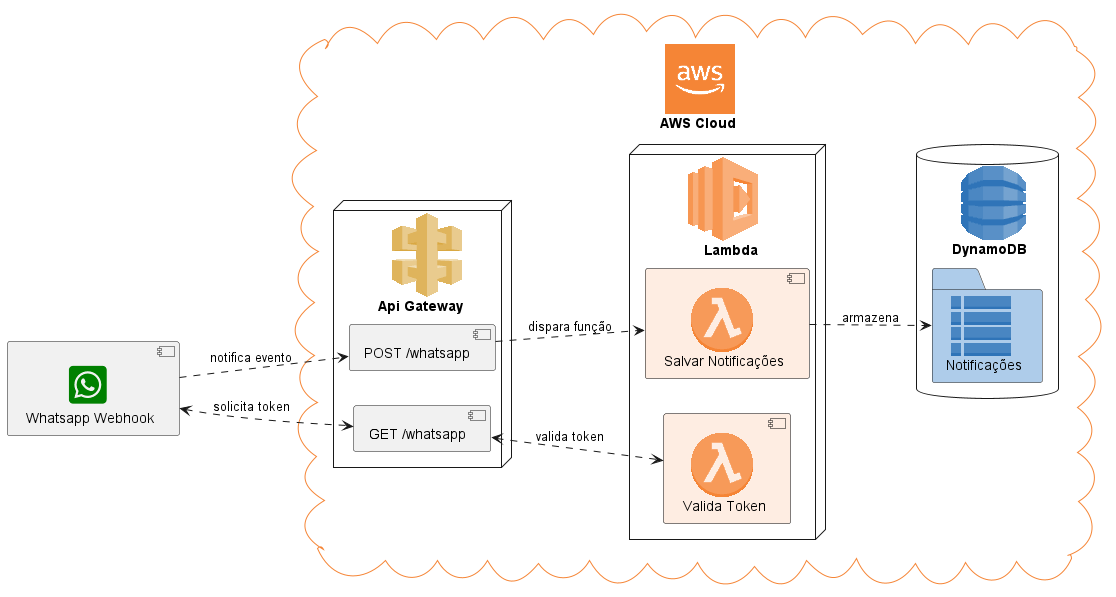 aws
AWS Cloud
Lambda
DynamoDB
Api Gateway
POST /whatsapp
dispara função
Salvar Notificações
armazena
Notificações
notifica evento
Whatsapp Webhook
solicita token
GET /whatsapp
valida token
Valida Token